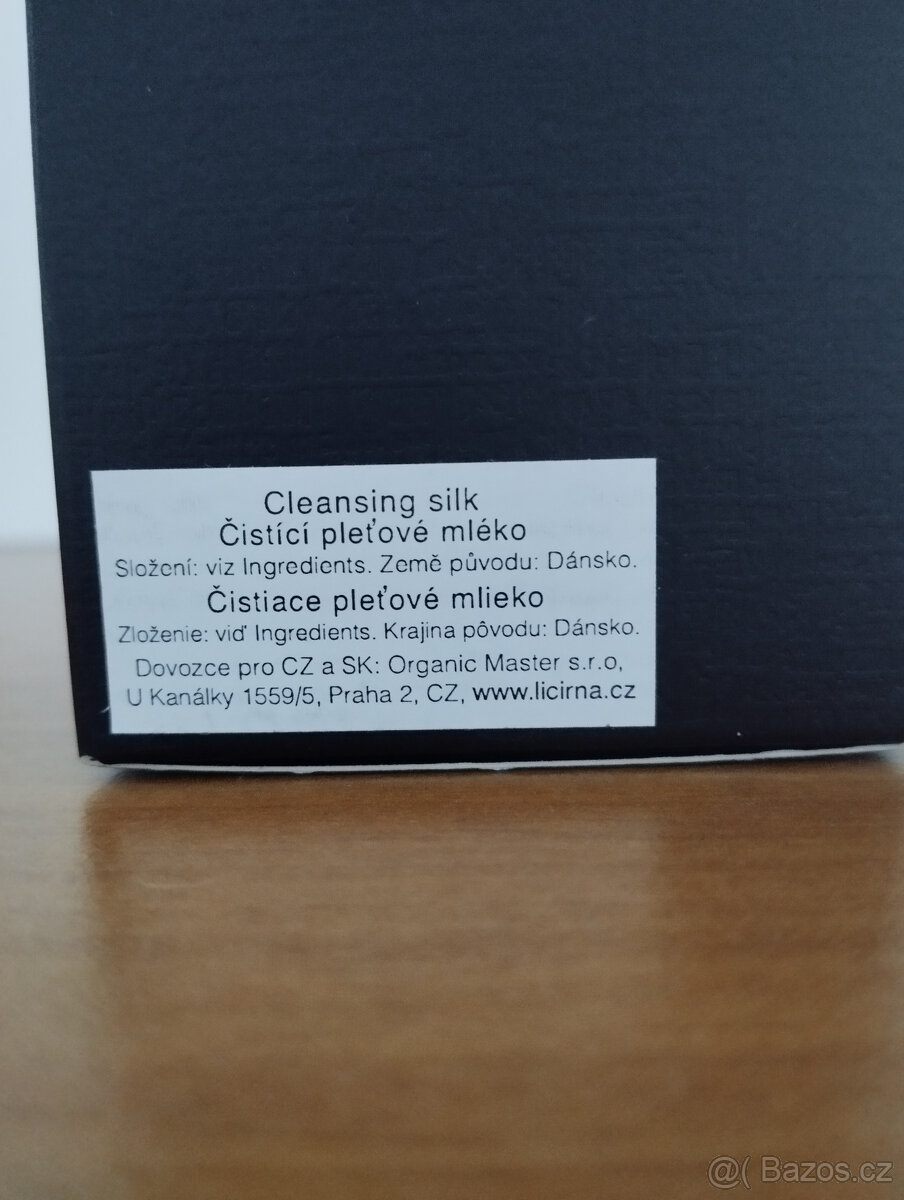 Cleansing silk
Čistící pleťové mléko
Složení: viz Ingredients. Země původu: Dánsko.
Čistiace pleťové mlieko
Zloženie: viď Ingredients. Krajina pôvodu: Dánsko.
Dovozce pro CZ a SK: Organic Master s.r.o,
U Kanálky 1559/5, Praha 2, CZ, www.licirna.cz
@( Bazos.cz